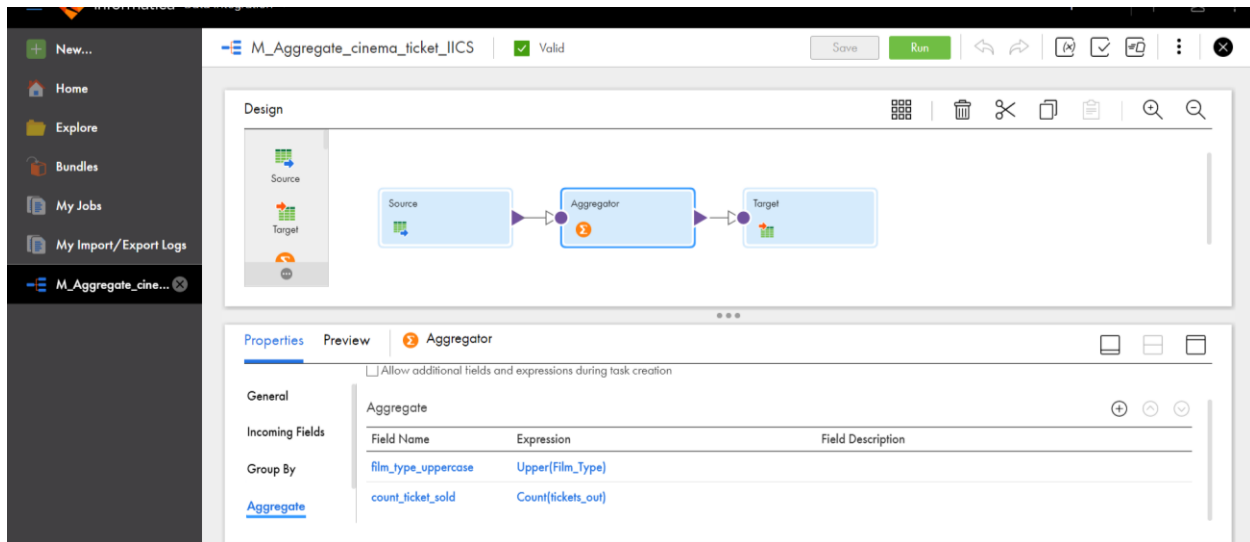 New...
Home
Explore
Bundles
My Jobs
My Import/Export Logs
M_Aggregate_cine...
M_Aggregate_cinema_ticket_IICS
Valid
Save
Run
Design
Source
Target
Source
Aggregator
Target
Properties
Preview
Aggregator
Allow additional fields and expressions during task creation
General
Incoming Fields
Group By
Aggregate
Aggregate
Field Name Expression Field Description
film_type_uppercase Upper(Film_Type)
count_ticket_sold Count(tickets_out)